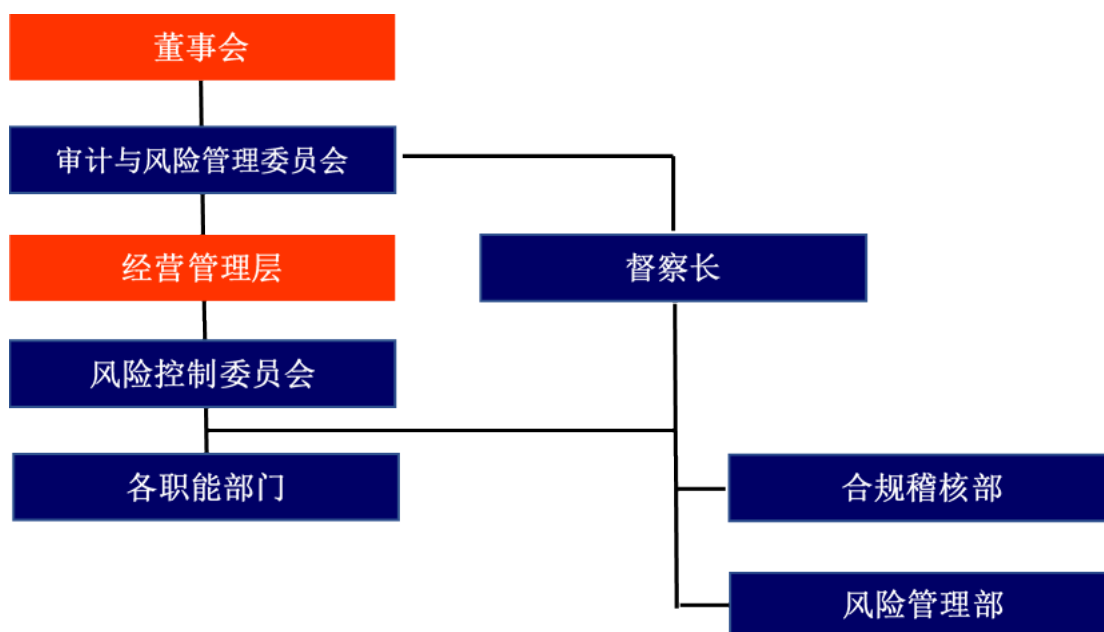 董事会
审计与风险管理委员会
经营管理层
督察长
风险控制委员会
各职能部门
合规稽核部
风险管理部